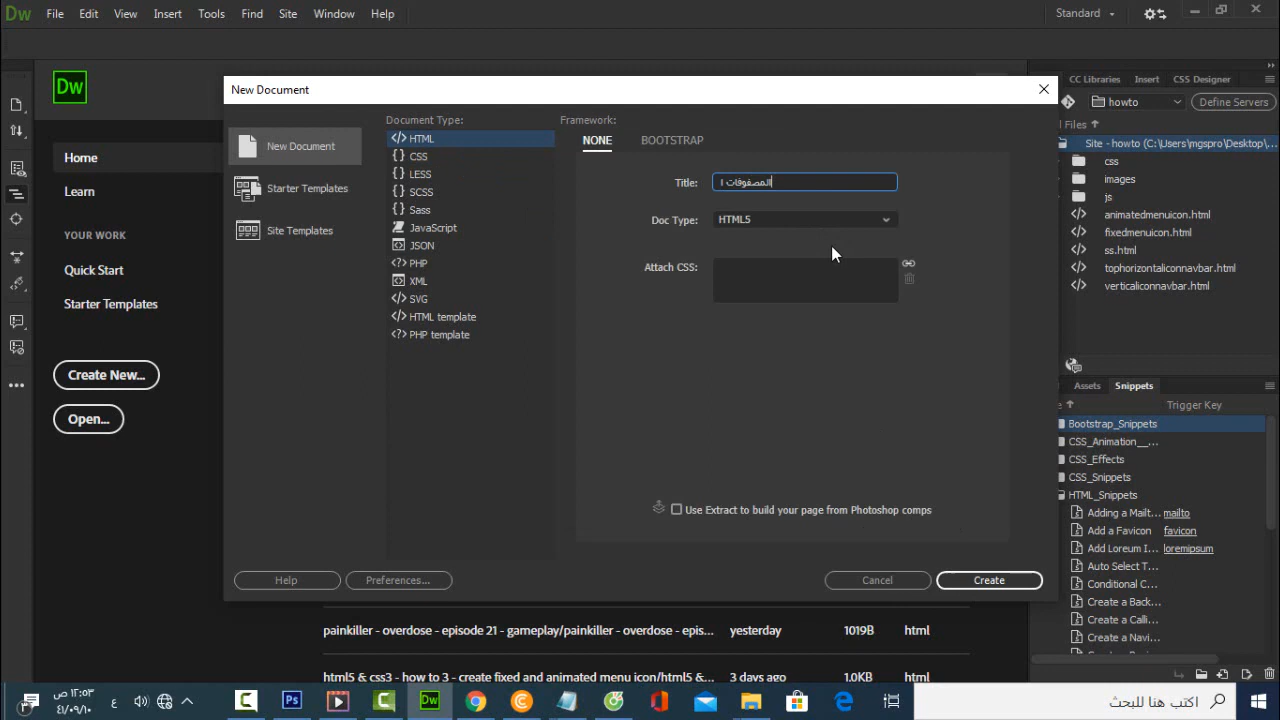 Dw File Edit View Insert Tools Find Site Window Help Standard
Dw
Home
Learn
YOUR WORK
Quick Start
Starter Templates
Create New...
Open...
New Document
New Document
Starter Templates
Site Templates
Document Type:
HTML
CSS
LESS
SCSS
Sass
JavaScript
JSON
PHP
XML
SVG
HTML template
PHP template
Framework:
NONE BOOTSTRAP
Title: المصفوفات ا
Doc Type: HTML5
Attach CSS:
Use Extract to build your page from Photoshop comps
Help Preferences... Cancel Create
painkiller - overdose - episode 21 - gameplay/painkiller - overdose - epis... yesterday 1019B html
html5 & css3 - how to 3 - create fixed and animated menu icon/html5 &... 3 days ago 1.0KB html
CC Libraries Insert CSS Designer
howto Define Servers
Files
Site - howto (C:\Users\mgspro\Desktop\...
css
images
js
animatedmenuicon.html
fixedmenuicon.html
ss.html
tophorizontaliconnavbar.html
verticaliconnavbar.html
Assets Snippets
Trigger Key
Bootstrap_Snippets
CSS_Animation__...
CSS_Effects
CSS_Snippets
HTML_Snippets
Adding a Mailt... mailto
Add a Favicon favicon
Add Loreum I... loremipsum
Auto Select T...
Conditional C...
Create a Back...
Create a Calli...
Create a Navi...
١٢:٠٥٣ ص
ع
Ps
Dw
اكتب هنا للبحث